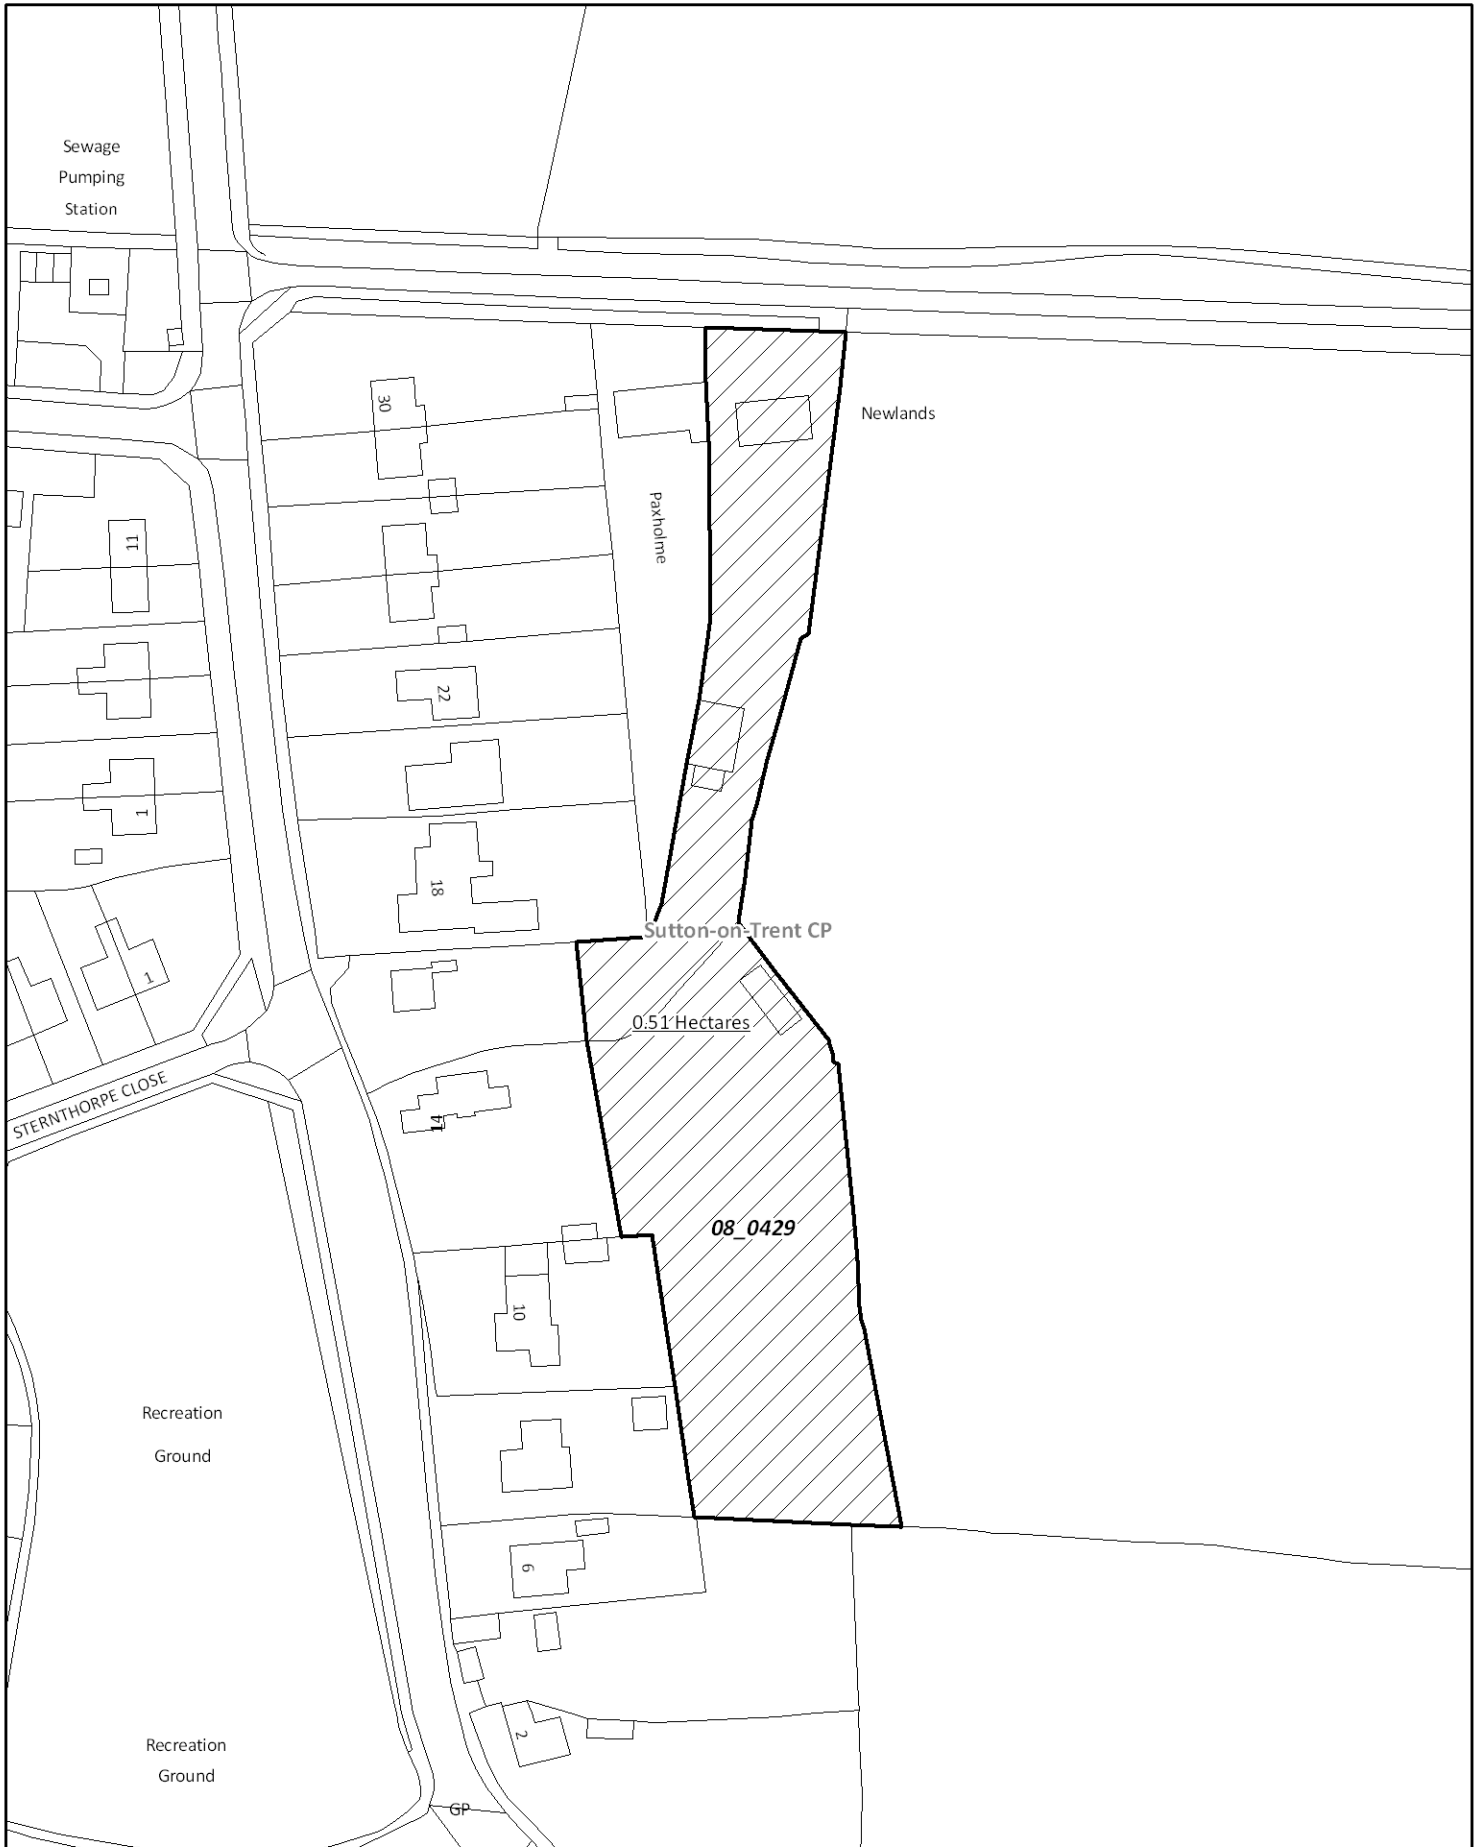 Sewage
Pumping
Station
30
Newlands
Paxholme
11
22
1
18
Sutton-on-Trent CP
1
0.51 Hectares
STERNTHORPE CLOSE
14
08_0429
10
Recreation
Ground
6
2
Recreation
Ground
GP